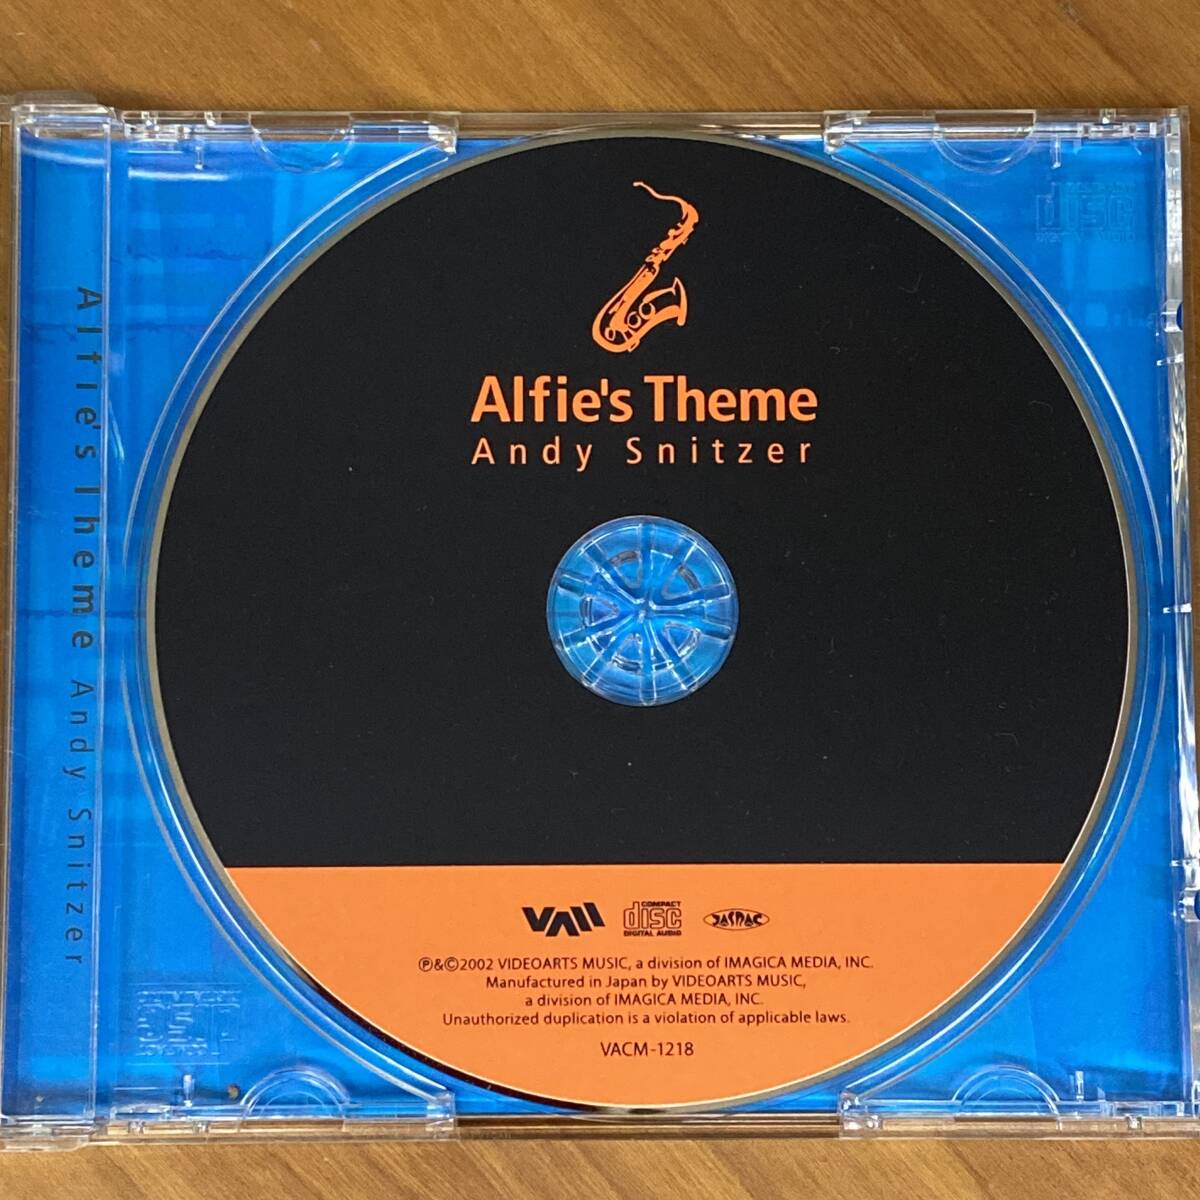 Alfie's Theme
Andy Snitzer
Alfie's Theme Andy Snitzer
COMPACT
disc
DIGITAL AUDIO
JASRAC
℗&©2002 VIDEOARTS MUSIC, a division of IMAGICA MEDIA, INC.
Manufactured in Japan by VIDEOARTS MUSIC,
a division of IMAGICA MEDIA, INC.
Unauthorized duplication is a violation of applicable laws.
VACM-1218
disc